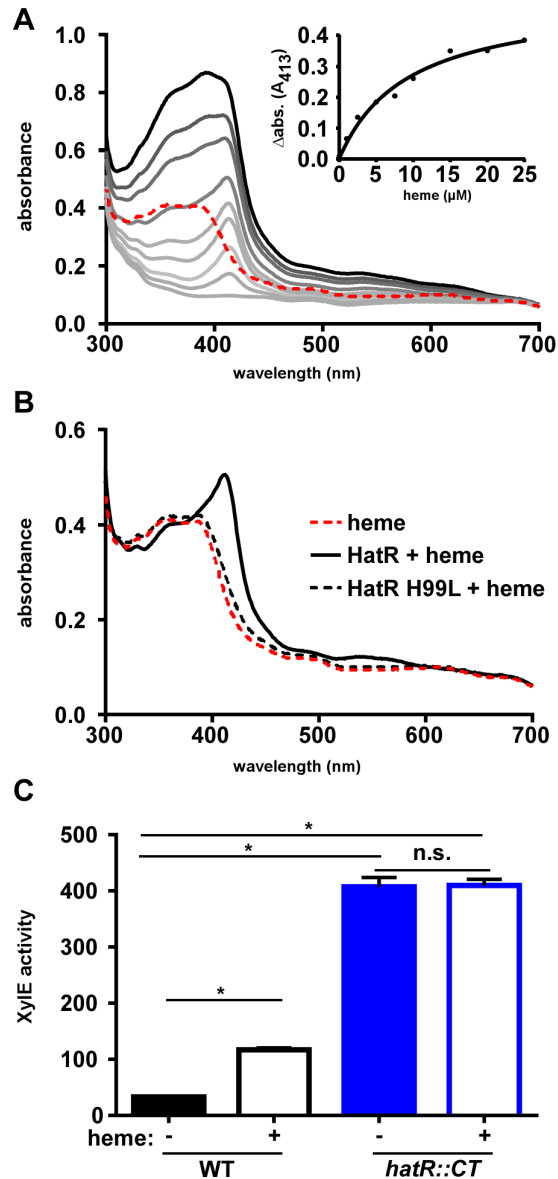 A
absorbance
1.0
0.8
0.6
0.4
0.2
0.0
300
400
500
600
700
wavelength (nm)
Δabs. (A413)
0.4
0.3
0.2
0.1
0.0
0
5
10
15
20
25
heme (μM)
B
absorbance
0.6
0.4
0.2
0.0
300
400
500
600
700
wavelength (nm)
heme
HatR + heme
HatR H99L + heme
C
XylE activity
500
400
300
200
100
0
*
*
n.s.
*
heme: - + - +
WT hatR::CT